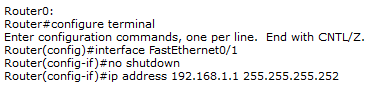 Router0:
Router#configure terminal
Enter configuration commands, one per line.  End with CNTL/Z.
Router(config)#interface FastEthernet0/1
Router(config-if)#no shutdown
Router(config-if)#ip address 192.168.1.1 255.255.255.252